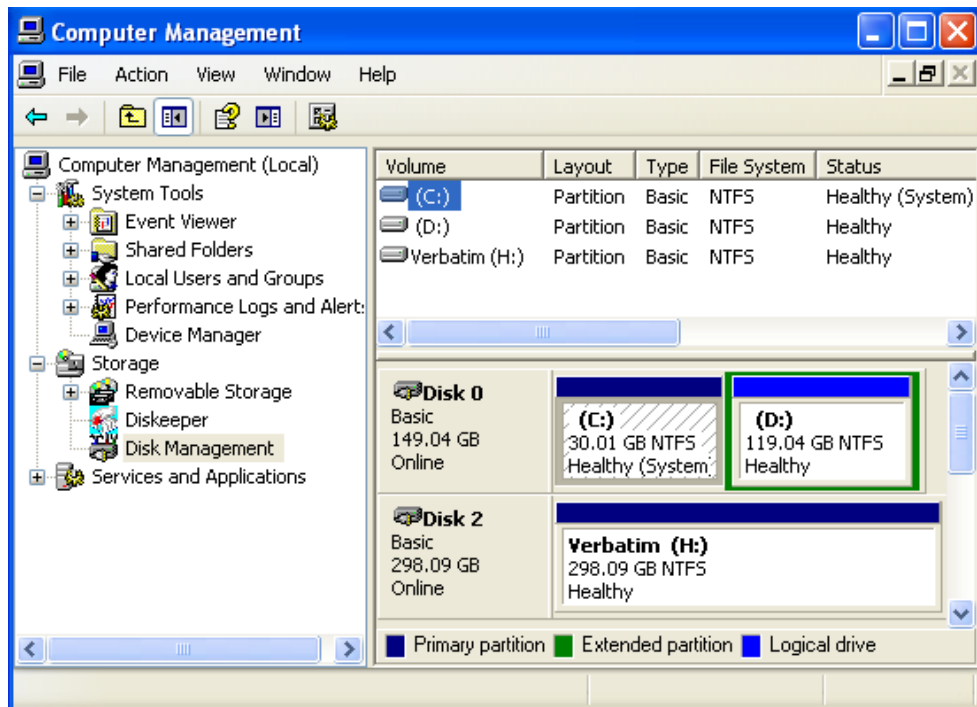 Computer Management
File Action View Window Help
Computer Management (Local)
System Tools
Event Viewer
Shared Folders
Local Users and Groups
Performance Logs and Alert:
Device Manager
Storage
Removable Storage
Diskeeper
Disk Management
Services and Applications
Volume Layout Type File System Status
(C:) Partition Basic NTFS Healthy (System)
(D:) Partition Basic NTFS Healthy
Verbatim (H:) Partition Basic NTFS Healthy
Disk 0
Basic
149.04 GB
Online
(C:)
30.01 GB NTFS
Healthy (System
(D:)
119.04 GB NTFS
Healthy
Disk 2
Basic
298.09 GB
Online
Verbatim (H:)
298.09 GB NTFS
Healthy
Primary partition Extended partition Logical drive